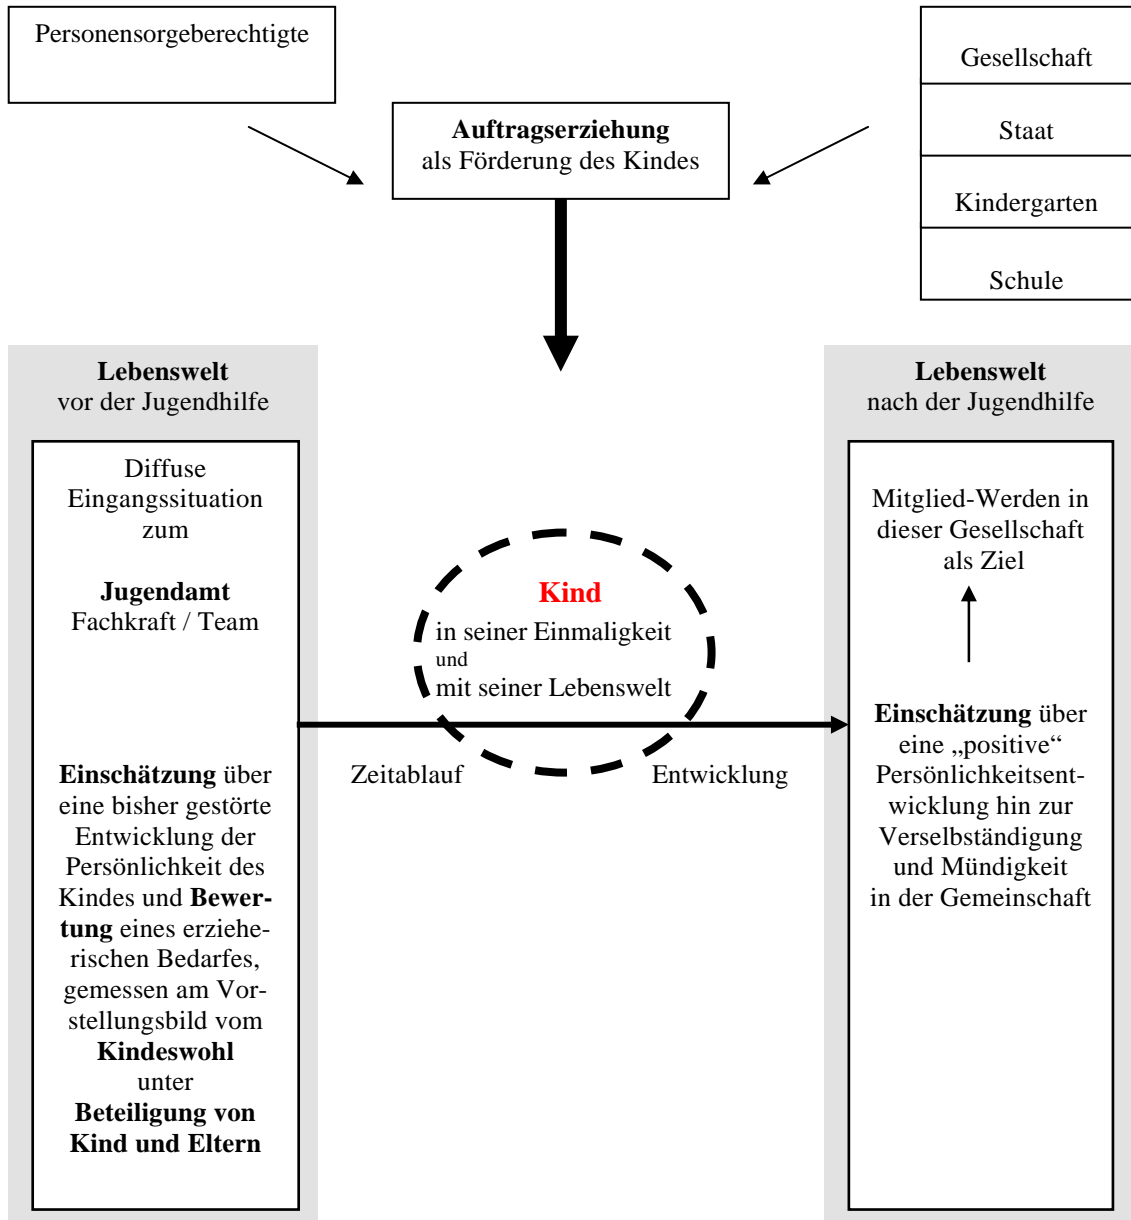 Personensorgeberechtigte
Auftragserziehung
als Förderung des Kindes
Gesellschaft
Staat
Kindergarten
Schule
Lebenswelt
vor der Jugendhilfe
Diffuse
Eingangssituation
zum
Jugendamt
Fachkraft / Team
Einschätzung über
eine bisher gestörte
Entwicklung der
Persönlichkeit des
Kindes und Bewer-
tung eines erziehe-
rischen Bedarfes,
gemessen am Vor-
stellungsbild vom
Kindeswohl
unter
Beteiligung von
Kind und Eltern
Kind
in seiner Einmaligkeit
und
mit seiner Lebenswelt
Zeitablauf
Entwicklung
Lebenswelt
nach der Jugendhilfe
Mitglied-Werden in
dieser Gesellschaft
als Ziel
Einschätzung über
eine „positive“
Persönlichkeitsent-
wicklung hin zur
Verselbständigung
und Mündigkeit
in der Gemeinschaft